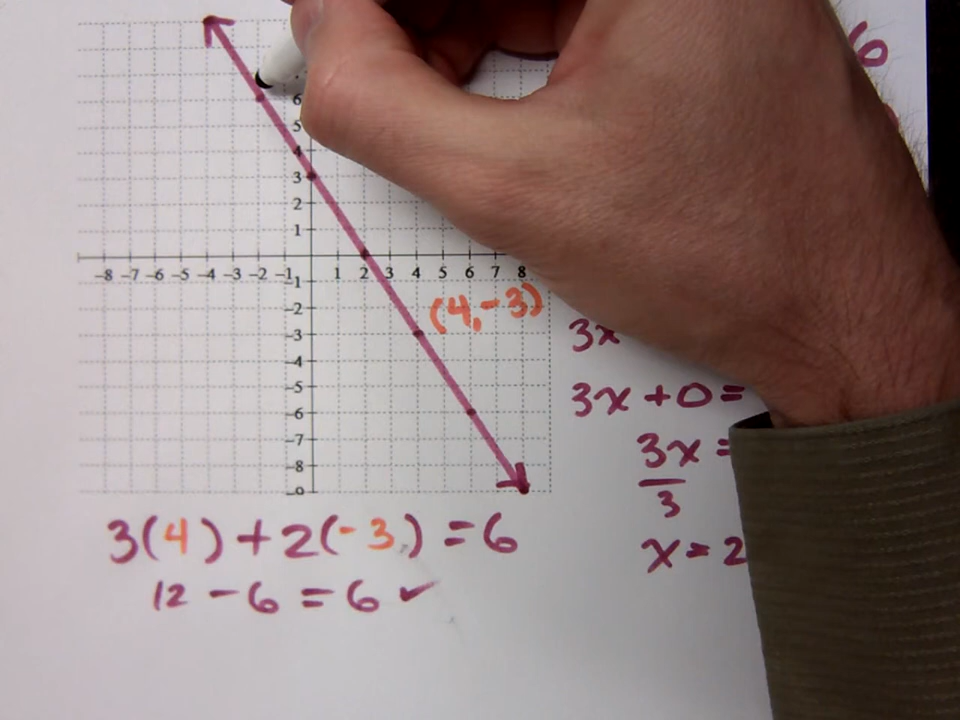 6
6
5
4
3
2
1
-8 -7 -6 -5 -4 -3 -2 -1 1 2 3 4 5 6 7 8
-1
-2
(4,-3)
-3
3x
-4
-5
3x + 0 =
-6
-7
3x =
-8
3
-9
3(4) + 2(-3) = 6
x = 2
12 - 6 = 6 ✓